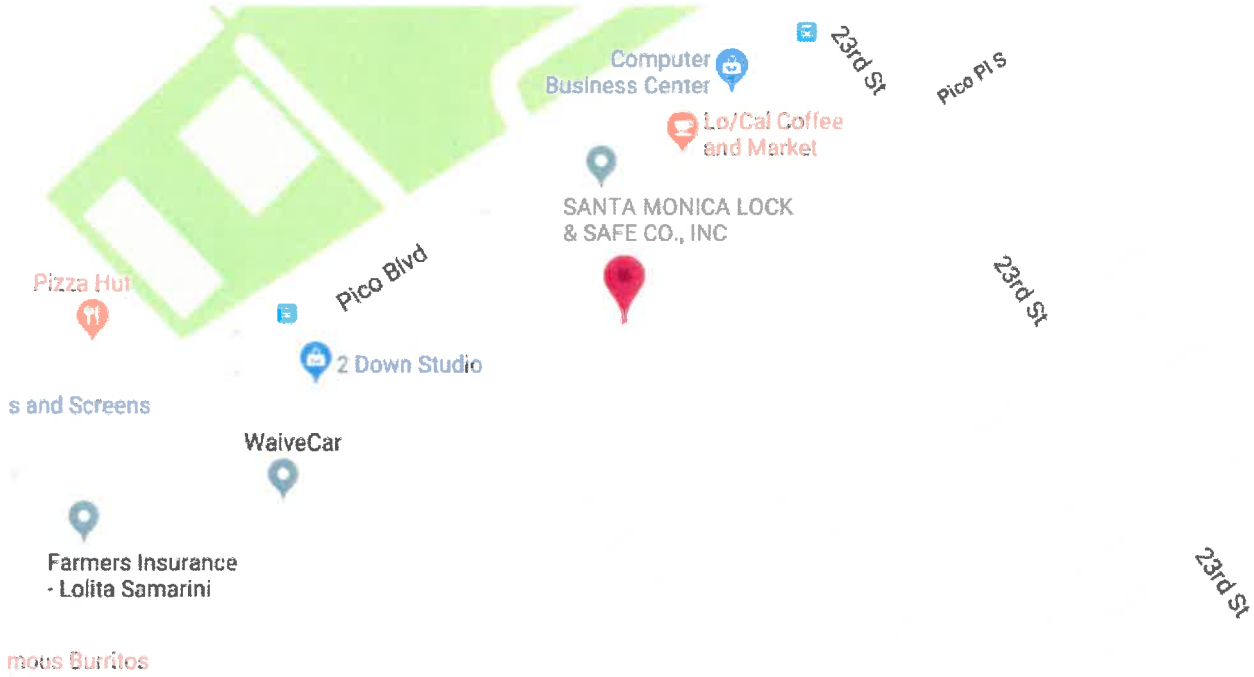 23rd St
Computer
Business Center
Pico Pl S
Lo/Cal Coffee
and Market
SANTA MONICA LOCK
& SAFE CO., INC
Pico Blvd
23rd St
Pizza Hut
2 Down Studio
s and Screens
WaiveCar
Farmers Insurance
- Lolita Samarini
23rd St
mous Burritos